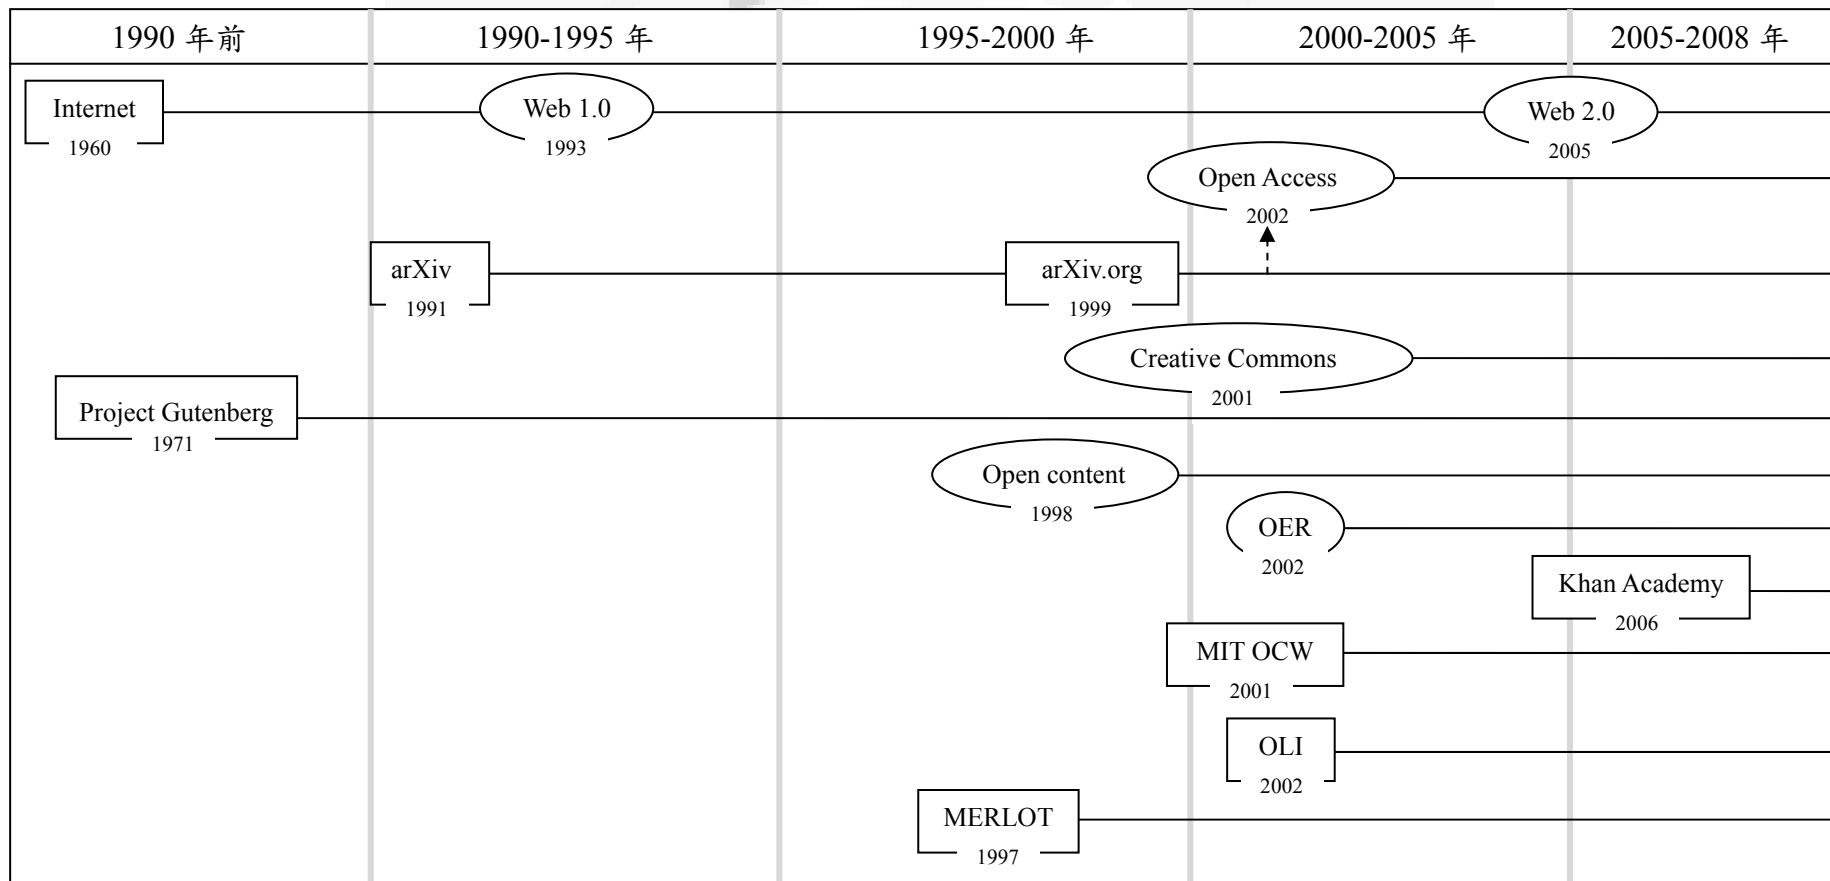 1990 年前
1990-1995 年
1995-2000 年
2000-2005 年
2005-2008 年
Internet
1960
Web 1.0
1993
Web 2.0
2005
Open Access
2002
arXiv
1991
arXiv.org
1999
Creative Commons
2001
Project Gutenberg
1971
Open content
1998
OER
2002
Khan Academy
2006
MIT OCW
2001
OLI
2002
MERLOT
1997